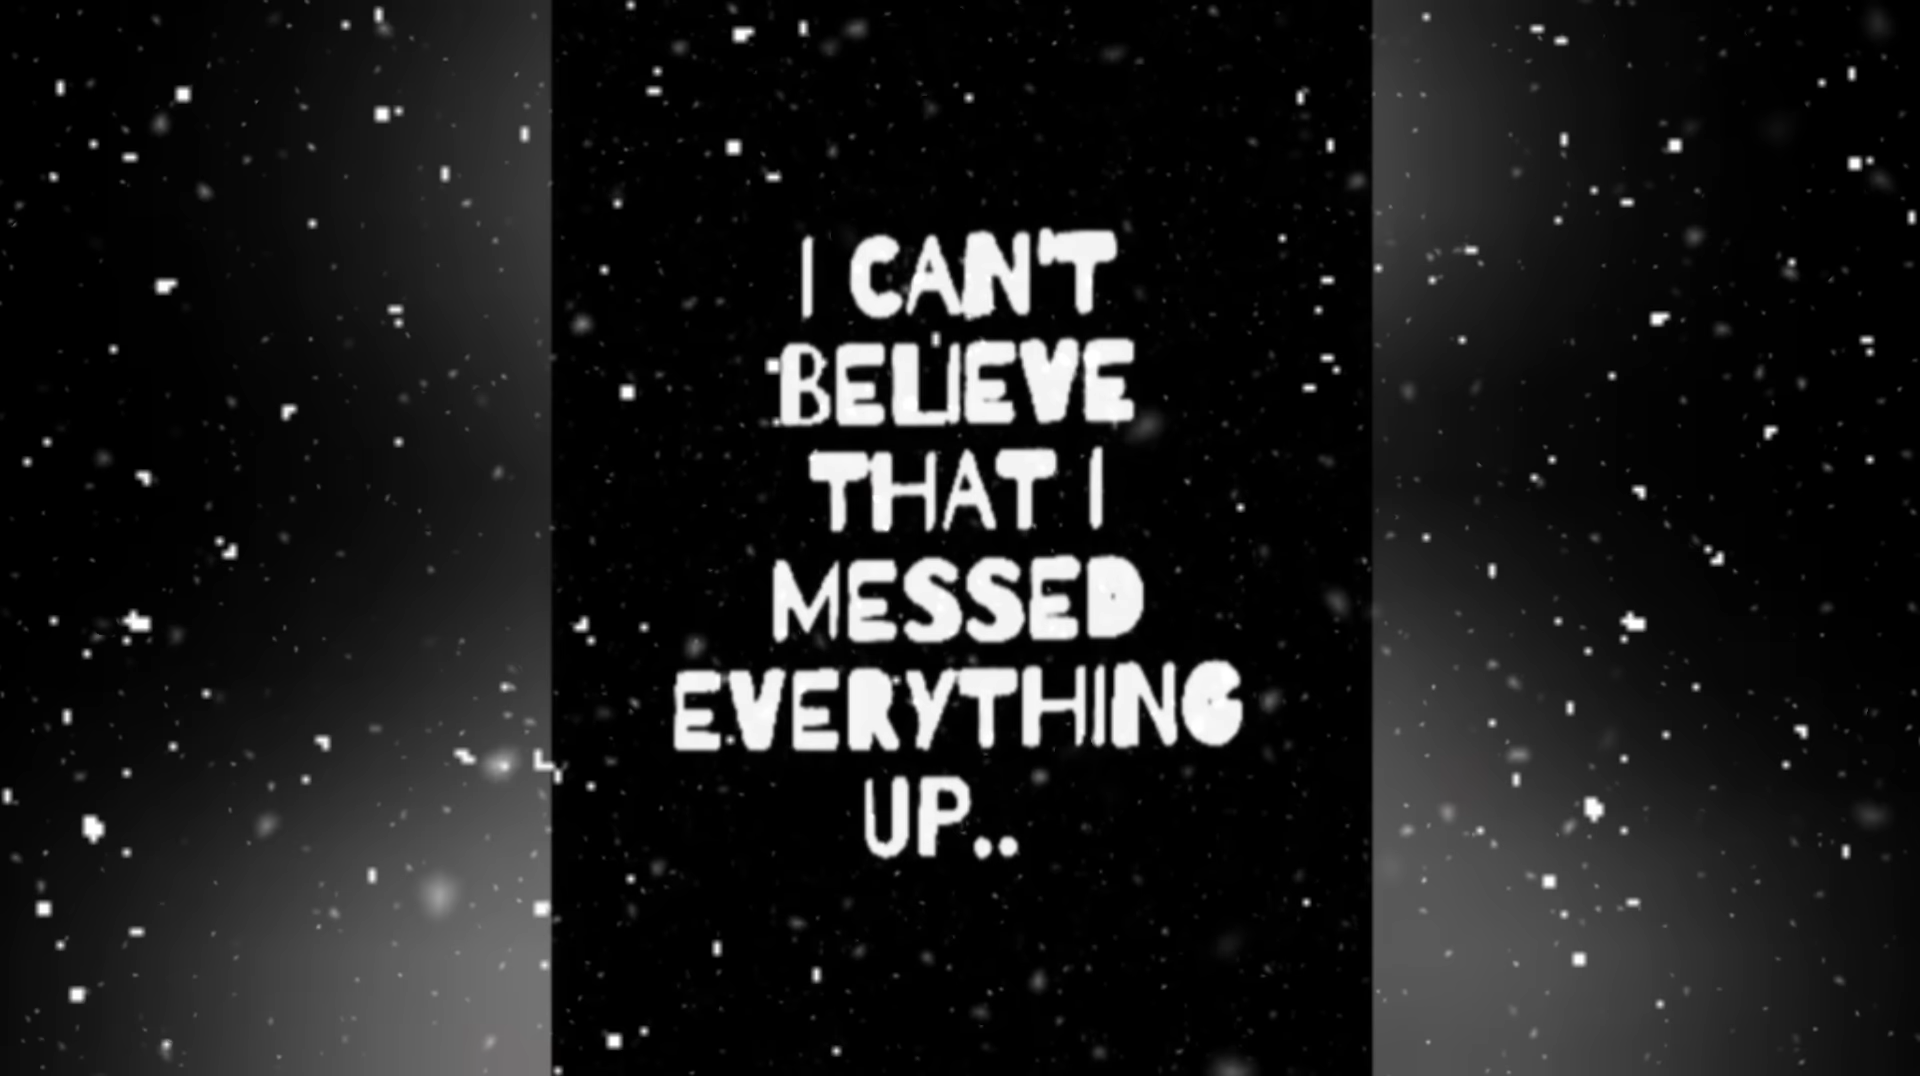 I CAN'T
BELIEVE
THAT I
MESSED
EVERYTHING
UP..